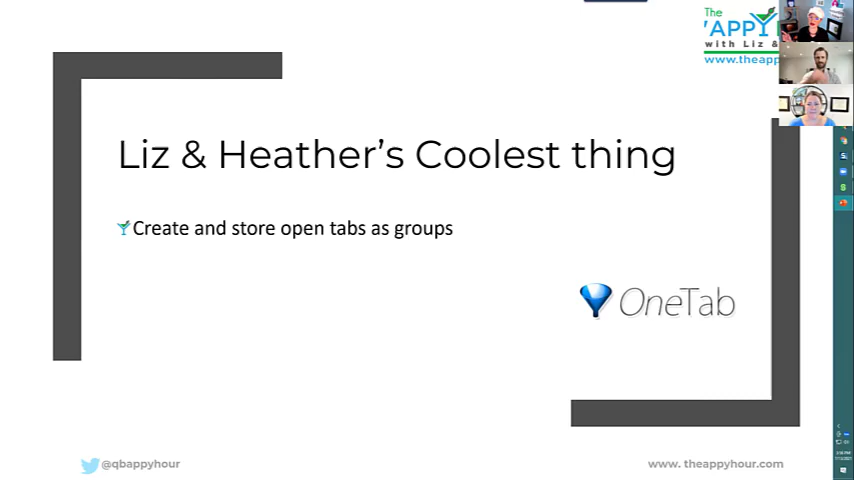 The
'APPY H
with Liz &
www.theapp
Liz & Heather's Coolest thing
Create and store open tabs as groups
OneTab
@qbappyhour
www. theappyhour.com